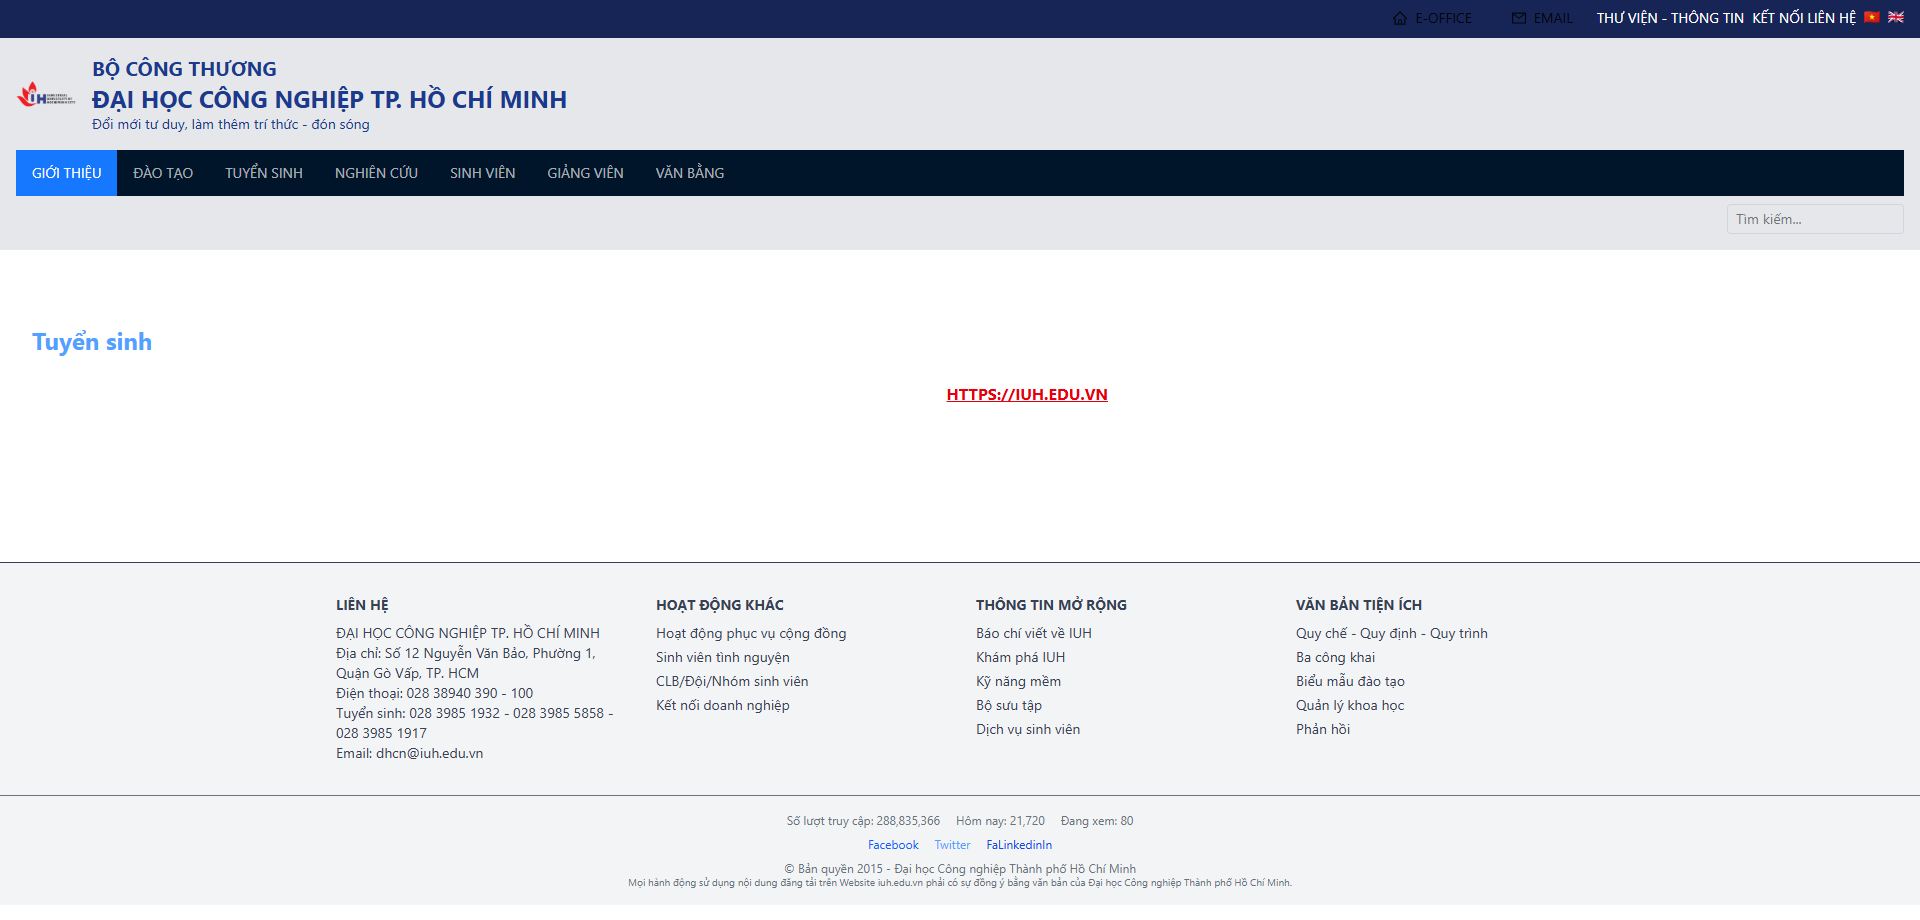 E-OFFICE EMAIL THƯ VIỆN - THÔNG TIN KẾT NỐI LIÊN HỆ
BỘ CÔNG THƯƠNG
ĐẠI HỌC CÔNG NGHIỆP TP. HỒ CHÍ MINH
Đổi mới tư duy, làm thêm trí thức - đón sóng
GIỚI THIỆU ĐÀO TẠO TUYỂN SINH NGHIÊN CỨU SINH VIÊN GIẢNG VIÊN VĂN BẰNG
Tìm kiếm...
Tuyển sinh
HTTPS://IUH.EDU.VN
LIÊN HỆ
ĐẠI HỌC CÔNG NGHIỆP TP. HỒ CHÍ MINH
Địa chỉ: Số 12 Nguyễn Văn Bảo, Phường 1,
Quận Gò Vấp, TP. HCM
Điện thoại: 028 38940 390 - 100
Tuyển sinh: 028 3985 1932 - 028 3985 5858 -
028 3985 1917
Email: dhcn@iuh.edu.vn
HOẠT ĐỘNG KHÁC
Hoạt động phục vụ cộng đồng
Sinh viên tình nguyện
CLB/Đội/Nhóm sinh viên
Kết nối doanh nghiệp
THÔNG TIN MỞ RỘNG
Báo chí viết về IUH
Khám phá IUH
Kỹ năng mềm
Bộ sưu tập
Dịch vụ sinh viên
VĂN BẢN TIỆN ÍCH
Quy chế - Quy định - Quy trình
Ba công khai
Biểu mẫu đào tạo
Quản lý khoa học
Phản hồi
Số lượt truy cập: 288,835,366 Hôm nay: 21,720 Đang xem: 80
Facebook Twitter FaLinkedinIn
© Bản quyền 2015 - Đại học Công nghiệp Thành phố Hồ Chí Minh
Mọi hành động sử dụng nội dung đăng tải trên Website iuh.edu.vn phải có sự đồng ý bằng văn bản của Đại học Công nghiệp Thành phố Hồ Chí Minh.